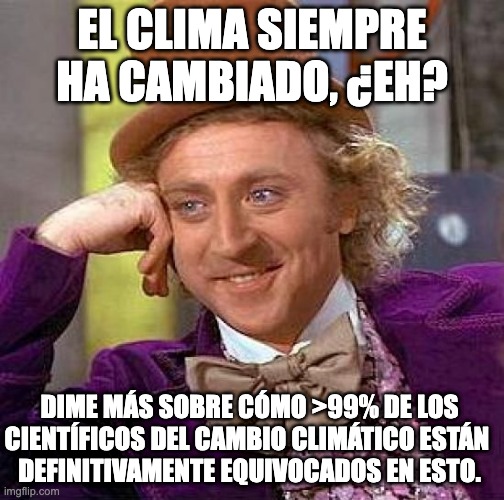 EL CLIMA SIEMPRE
HA CAMBIADO, ¿EH?
DIME MÁS SOBRE CÓMO >99% DE LOS
CIENTÍFICOS DEL CAMBIO CLIMÁTICO ESTÁN
DEFINITIVAMENTE EQUIVOCADOS EN ESTO.
imgflip.com